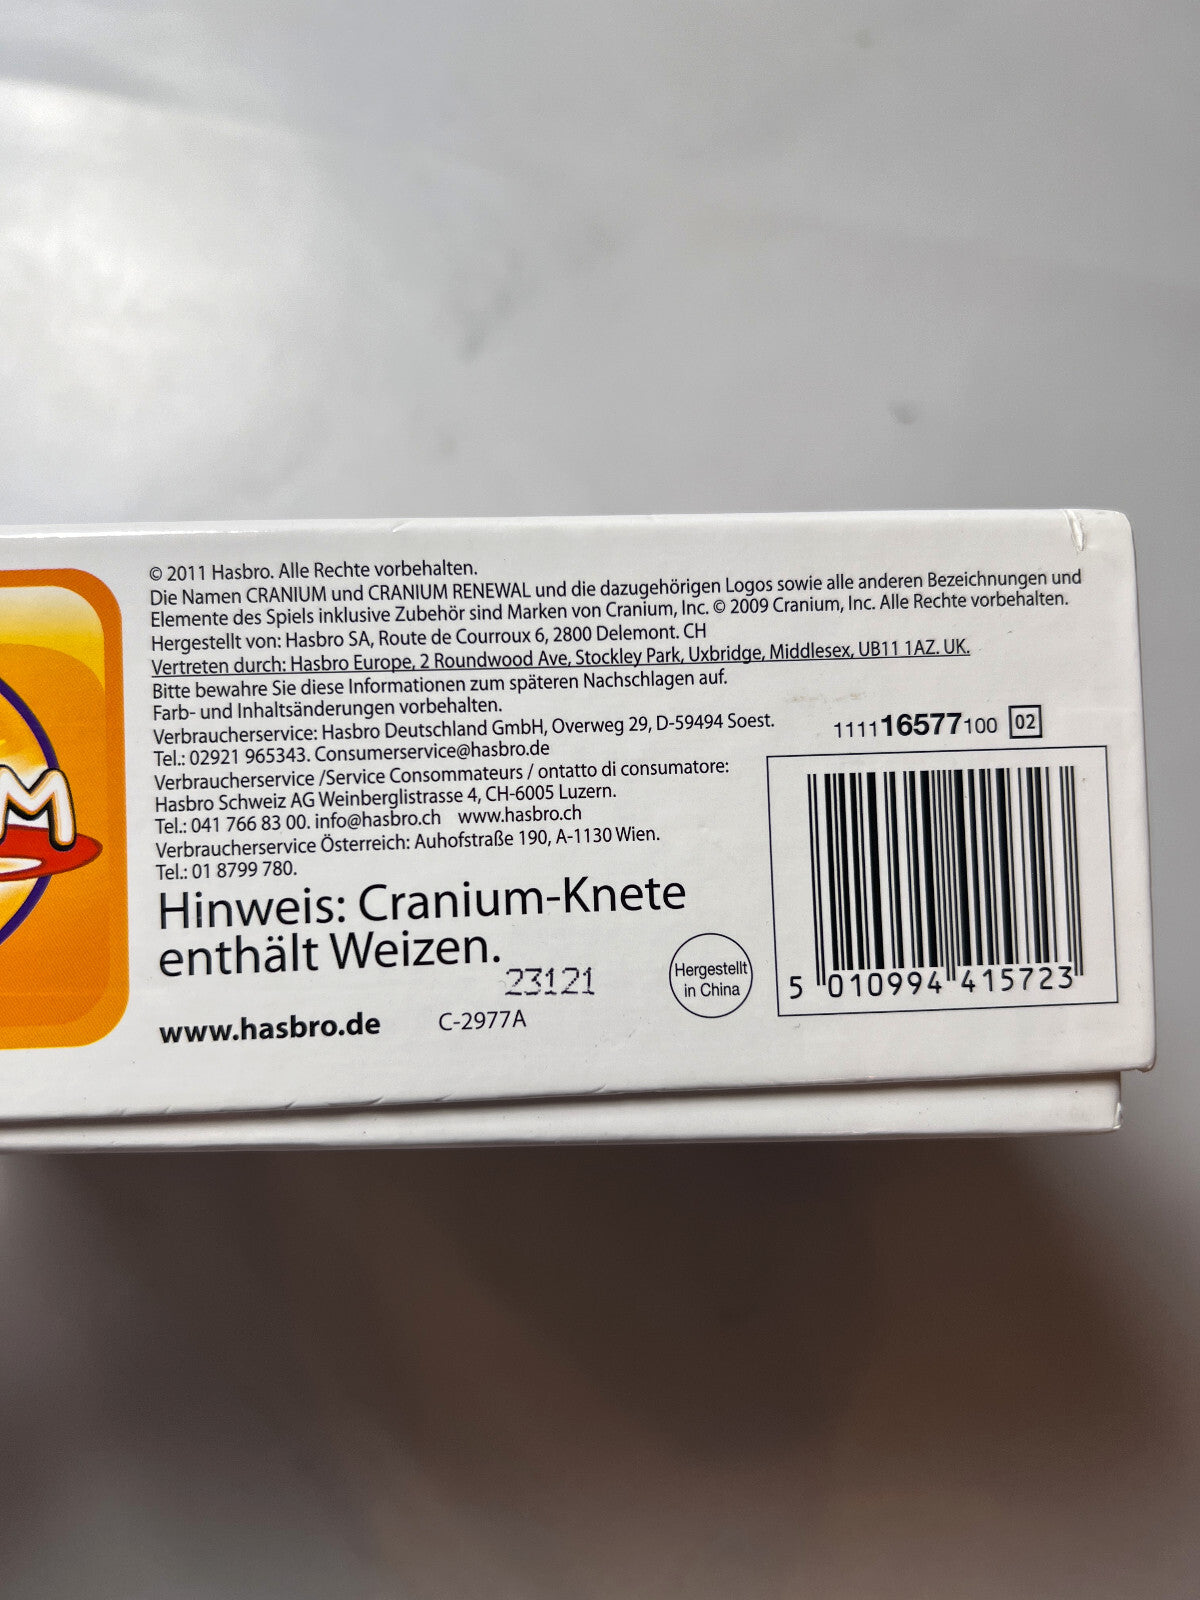 © 2011 Hasbro. Alle Rechte vorbehalten.
Die Namen CRANIUM und CRANIUM RENEWAL und die dazugehörigen Logos sowie alle anderen Bezeichnungen und
Elemente des Spiels inklusive Zubehör sind Marken von Cranium, Inc. © 2009 Cranium, Inc. Alle Rechte vorbehalten.
Hergestellt von: Hasbro SA, Route de Courroux 6, 2800 Delemont. CH
Vertreten durch: Hasbro Europe, 2 Roundwood Ave, Stockley Park, Uxbridge, Middlesex, UB11 1AZ. UK.
Bitte bewahre Sie diese Informationen zum späteren Nachschlagen auf.
Farb- und Inhaltsänderungen vorbehalten.
Verbraucherservice: Hasbro Deutschland GmbH, Overweg 29, D-59494 Soest.
Tel.: 02921 965343. Consumerservice@hasbro.de
Verbraucherservice /Service Consommateurs / ontatto di consumatore:
Hasbro Schweiz AG Weinberglistrasse 4, CH-6005 Luzern.
Tel.: 041 766 83 00. info@hasbro.ch www.hasbro.ch
Verbraucherservice Österreich: Auhofstraße 190, A-1130 Wien.
Tel.: 01 8799 780.
Hinweis: Cranium-Knete
enthält Weizen.
23121
www.hasbro.de C-2977A
Hergestellt
in China
111116577100 02
5 010994 415723
M